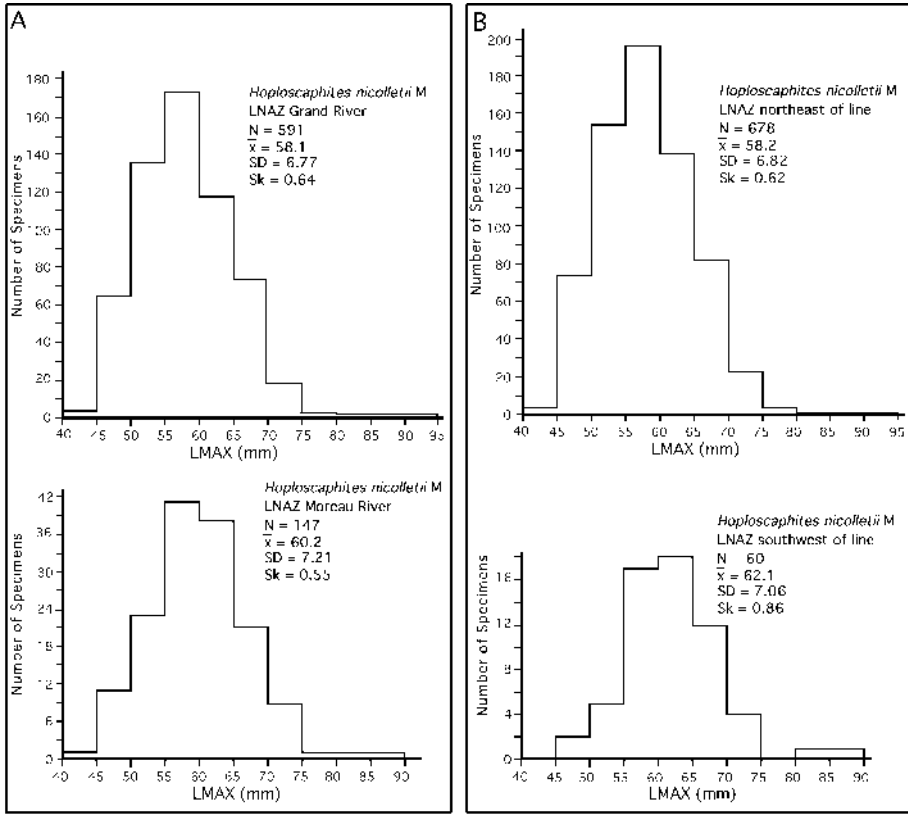 A
Hoploscaphites nicolletii M
LNAZ Grand River
N = 591
x̅ = 58.1
SD = 6.77
Sk = 0.64
Number of Specimens
180
160
140
120
100
80
60
40
20
0
40 45 50 55 60 65 70 75 80 85 90 95
LMAX (mm)
Hoploscaphites nicolletii M
LNAZ Moreau River
N = 147
x̅ = 60.2
SD = 7.21
Sk = 0.55
Number of Specimens
42
36
30
24
18
12
6
0
40 45 50 55 60 65 70 75 80 85 90
LMAX (mm)
B
Hoploscaphites nicolletii M
LNAZ northeast of line
N = 678
x̅ = 58.2
SD = 6.82
Sk = 0.62
Number of Specimens
200
180
160
140
120
100
80
60
40
20
0
40 45 50 55 60 65 70 75 80 85 90 95
LMAX (mm)
Hoploscaphites nicolletii M
LNAZ southwest of line
N 60
x̅ = 62.1
SD = 7.06
Sk = 0.86
Number of Specimens
16
12
8
4
0
40 45 50 55 60 65 70 75 80 85 90
LMAX (mm)